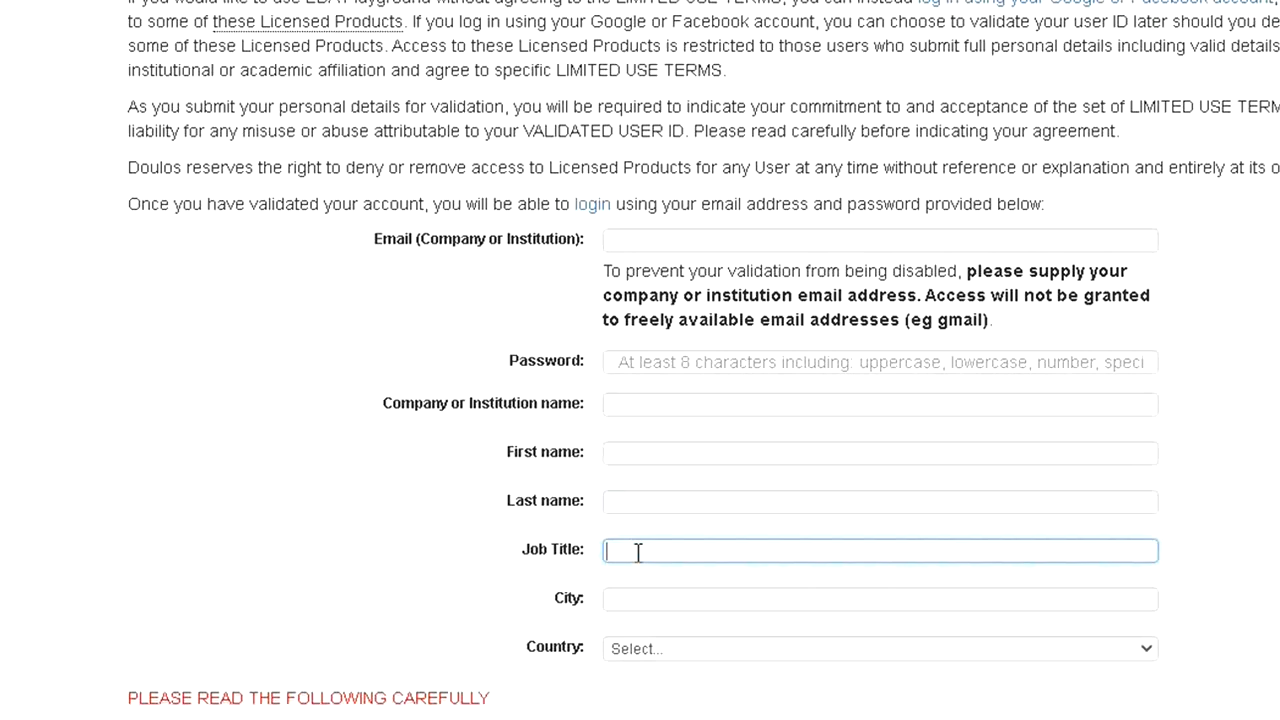 to some of these Licensed Products. If you log in using your Google or Facebook account, you can choose to validate your user ID later should you de
some of these Licensed Products. Access to these Licensed Products is restricted to those users who submit full personal details including valid details
institutional or academic affiliation and agree to specific LIMITED USE TERMS.
As you submit your personal details for validation, you will be required to indicate your commitment to and acceptance of the set of LIMITED USE TERM
liability for any misuse or abuse attributable to your VALIDATED USER ID. Please read carefully before indicating your agreement.
Doulos reserves the right to deny or remove access to Licensed Products for any User at any time without reference or explanation and entirely at its o
Once you have validated your account, you will be able to login using your email address and password provided below:
Email (Company or Institution):
To prevent your validation from being disabled, please supply your
company or institution email address. Access will not be granted
to freely available email addresses (eg gmail).
Password: At least 8 characters including: uppercase, lowercase, number, speci
Company or Institution name:
First name:
Last name:
Job Title:
City:
Country: Select...
PLEASE READ THE FOLLOWING CAREFULLY